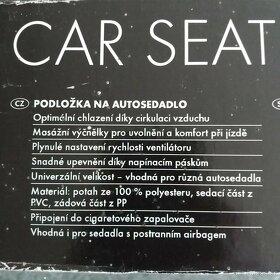 CAR SEAT
CZ PODLOŽKA NA AUTOSEDADLO
Optimální chlazení díky cirkulaci vzduchu
Masážní výčnělky pro uvolnění a komfort při jízdě
Plynulé nastavení rychlosti ventilátoru
Snadné upevnění díky napínacím páskům
Univerzální velikost – vhodná pro různá autosedadla
Materiál: potah ze 100 % polyesteru, sedací část z
PVC, zádová část z PP
Připojení do cigaretového zapalovače
Vhodná i pro sedadla s postranním airbagem